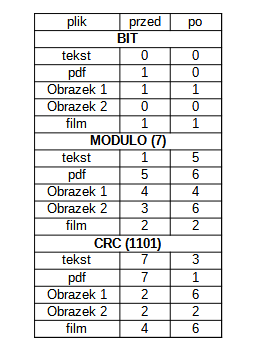 plik przed po
BIT
tekst 0 0
pdf 1 0
Obrazek 1 1 1
Obrazek 2 0 0
film 1 1
MODULO (7)
tekst 1 5
pdf 5 6
Obrazek 1 4 4
Obrazek 2 3 6
film 2 2
CRC (1101)
tekst 7 3
pdf 7 1
Obrazek 1 2 6
Obrazek 2 2 2
film 4 6